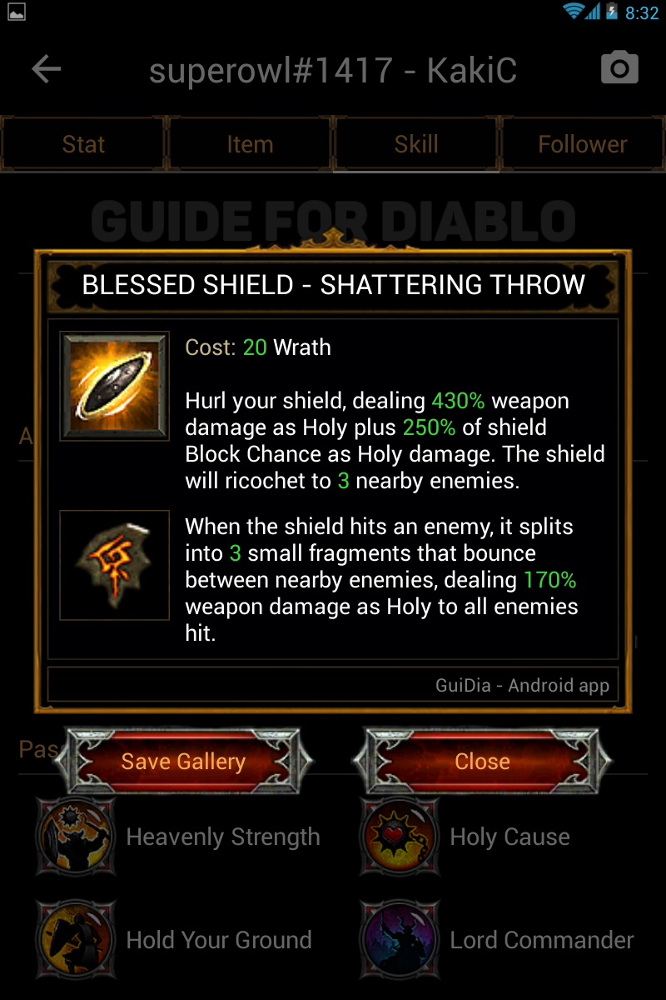 8:32
superowl#1417 - KakiC
Stat
Item
Skill
Follower
GUIDE FOR DIABLO
BLESSED SHIELD - SHATTERING THROW
Cost: 20 Wrath
Hurl your shield, dealing 430% weapon
damage as Holy plus 250% of shield
Block Chance as Holy damage. The shield
will ricochet to 3 nearby enemies.
When the shield hits an enemy, it splits
into 3 small fragments that bounce
between nearby enemies, dealing 170%
weapon damage as Holy to all enemies
hit.
GuiDia - Android app
Save Gallery
Close
Heavenly Strength
Holy Cause
Hold Your Ground
Lord Commander